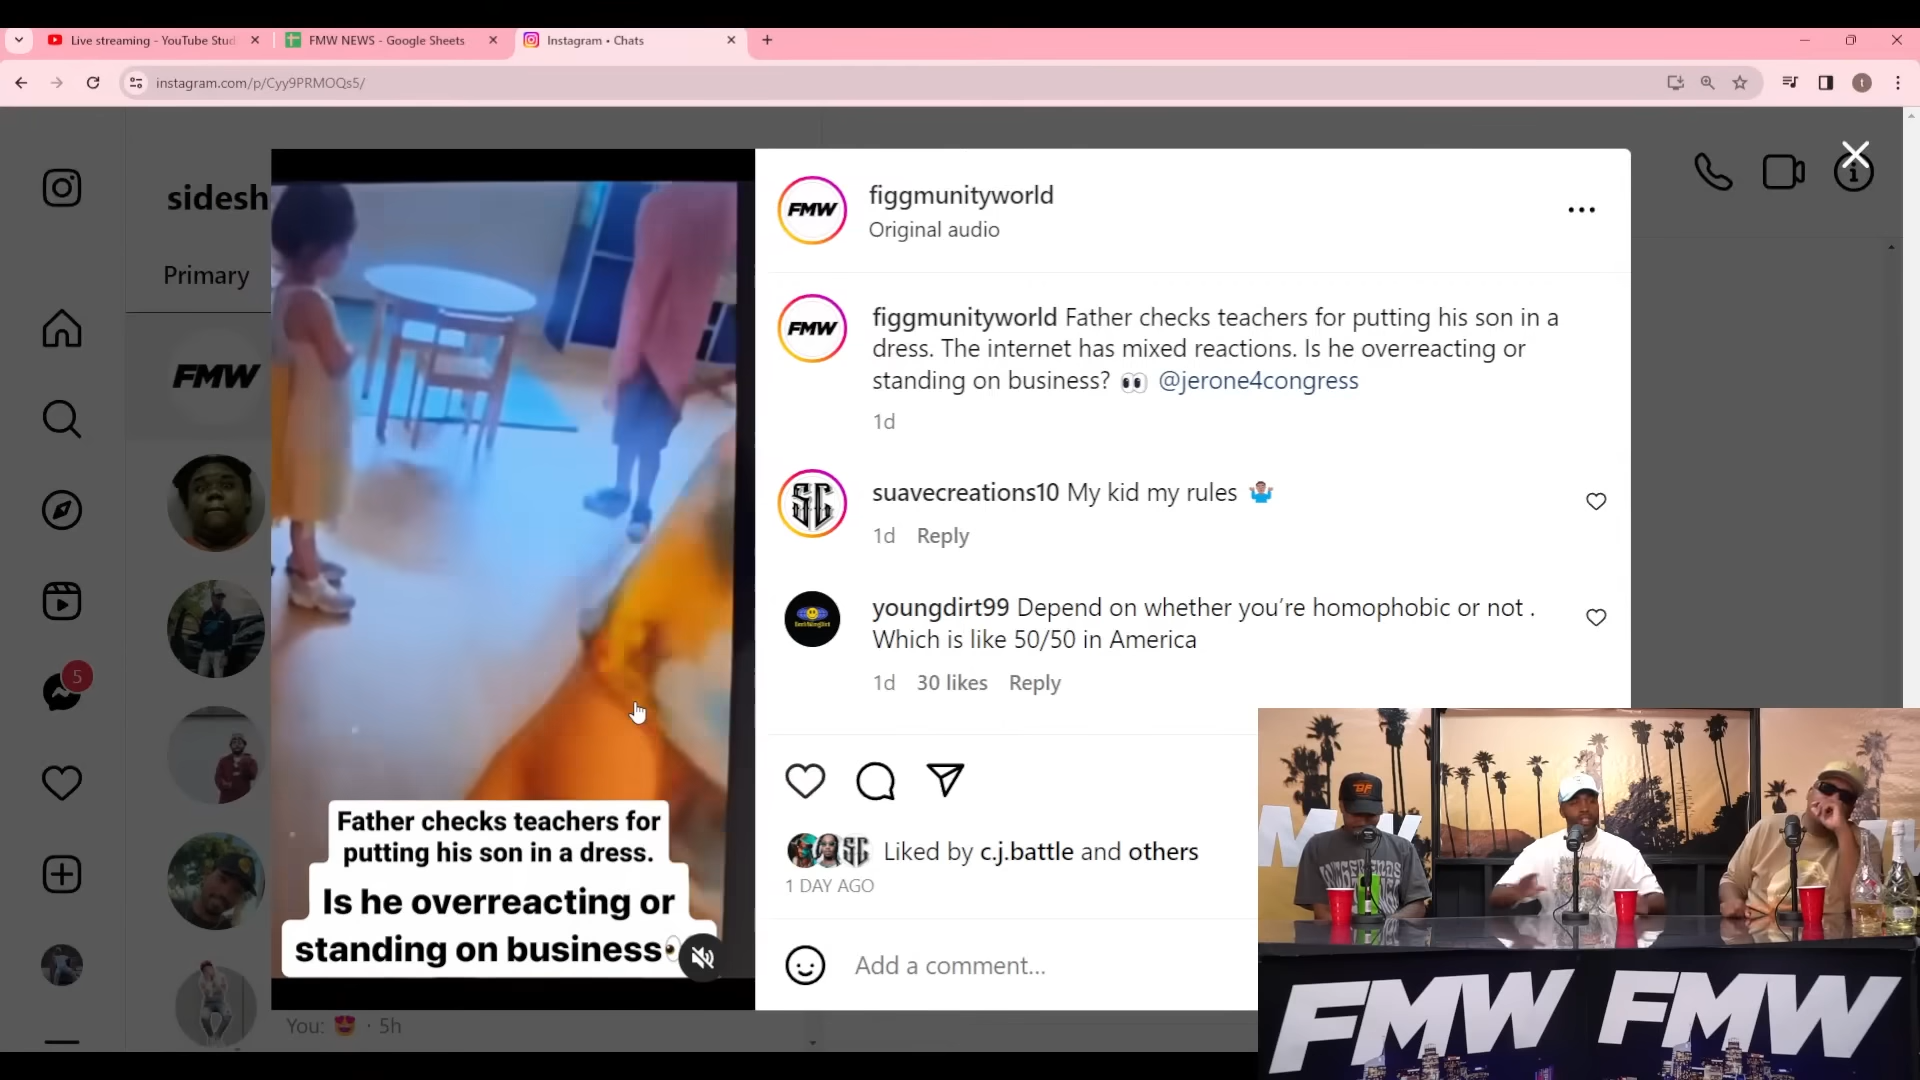 Live streaming - YouTube Stud
FMW NEWS - Google Sheets
Instagram • Chats
instagram.com/p/Cyy9PRMOQs5/
t
sidesh
Primary
FMW
5
You: 😍 · 5h
Father checks teachers for
putting his son in a dress.
Is he overreacting or
standing on business👀
FMW
figgmunityworld
Original audio
FMW
figgmunityworld Father checks teachers for putting his son in a
dress. The internet has mixed reactions. Is he overreacting or
standing on business? 👀 @jerone4congress
1d
SC
suavecreations10 My kid my rules 🤷🏽‍♂️
1d Reply
youngdirt99 Depend on whether you’re homophobic or not .
Which is like 50/50 in America
1d 30 likes Reply
SC
Liked by c.j.battle and others
1 DAY AGO
Add a comment...
FMW FMW